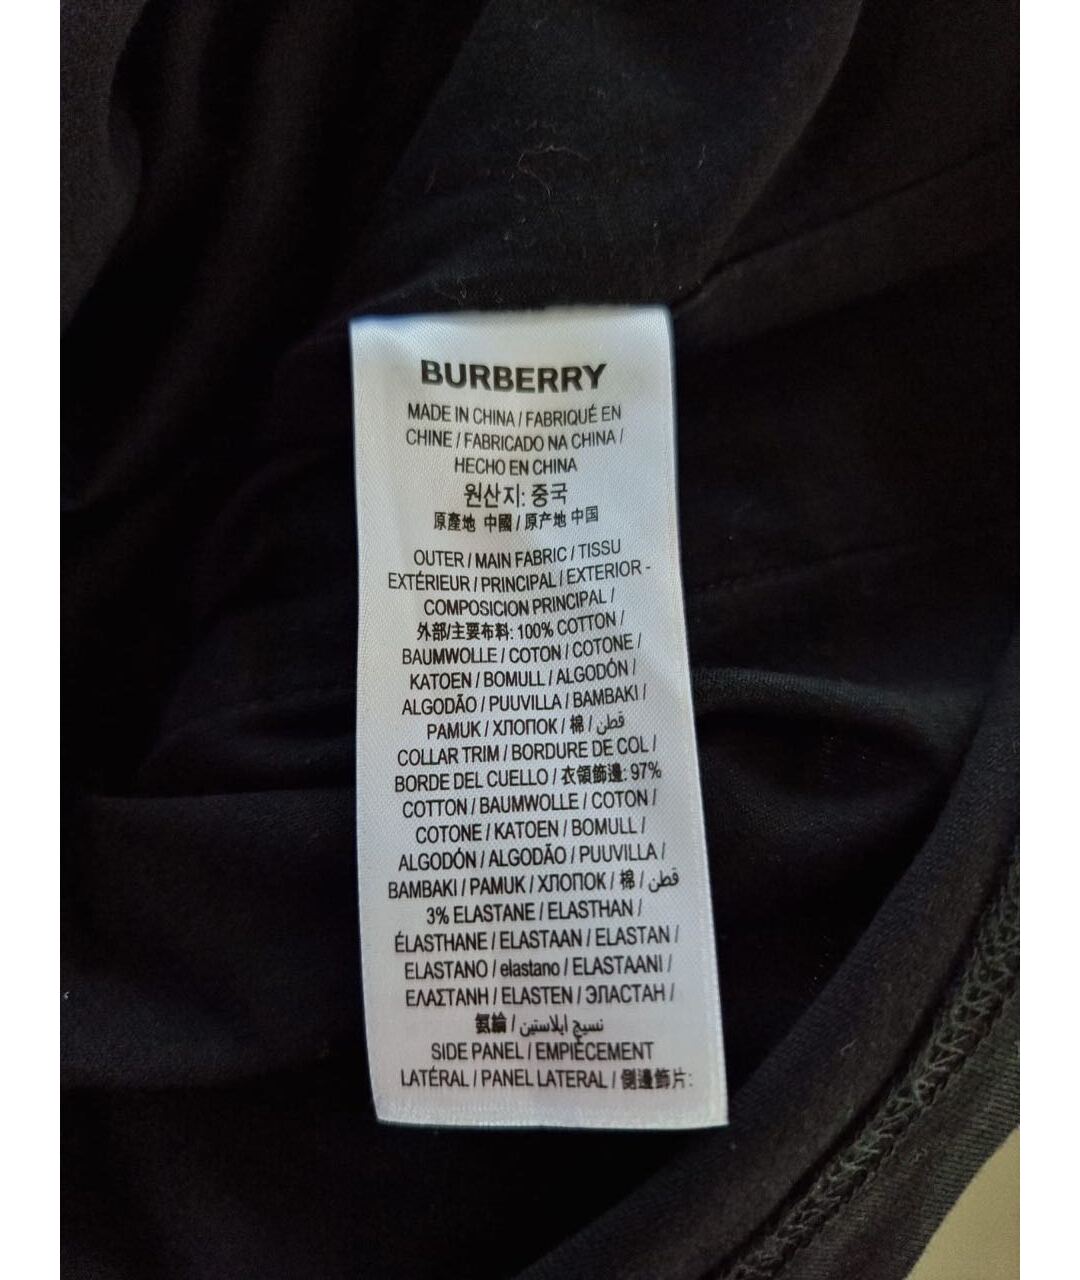 BURBERRY
MADE IN CHINA / FABRIQUÉ EN
CHINE / FABRICADO NA CHINA /
HECHO EN CHINA
원산지: 중국
原產地 中國 / 原产地 中国
OUTER / MAIN FABRIC / TISSU
EXTÉRIEUR / PRINCIPAL / EXTERIOR -
COMPOSICION PRINCIPAL /
外部/主要布料: 100% COTTON /
BAUMWOLLE / COTON / COTONE /
KATOEN / BOMULL / ALGODÓN /
ALGODÃO / PUUVILLA / BAMBAKI /
PAMUK / ХЛОПОК / 棉 / قطن
COLLAR TRIM / BORDURE DE COL /
BORDE DEL CUELLO / 衣領飾邊: 97%
COTTON / BAUMWOLLE / COTON /
COTONE / KATOEN / BOMULL /
ALGODÓN / ALGODÃO / PUUVILLA /
BAMBAKI / PAMUK / ХЛОПОК / 棉 / قطن
3% ELASTANE / ELASTHAN /
ÉLASTHANE / ELASTAAN / ELASTAN /
ELASTANO / elastano / ELASTAANI /
ΕΛΑΣΤΑΝΗ / ELASTEN / ЭЛАСТАН /
氨綸 / نسيج ايلاستين
SIDE PANEL / EMPIÈCEMENT
LATÉRAL / PANEL LATERAL / 側邊飾片: